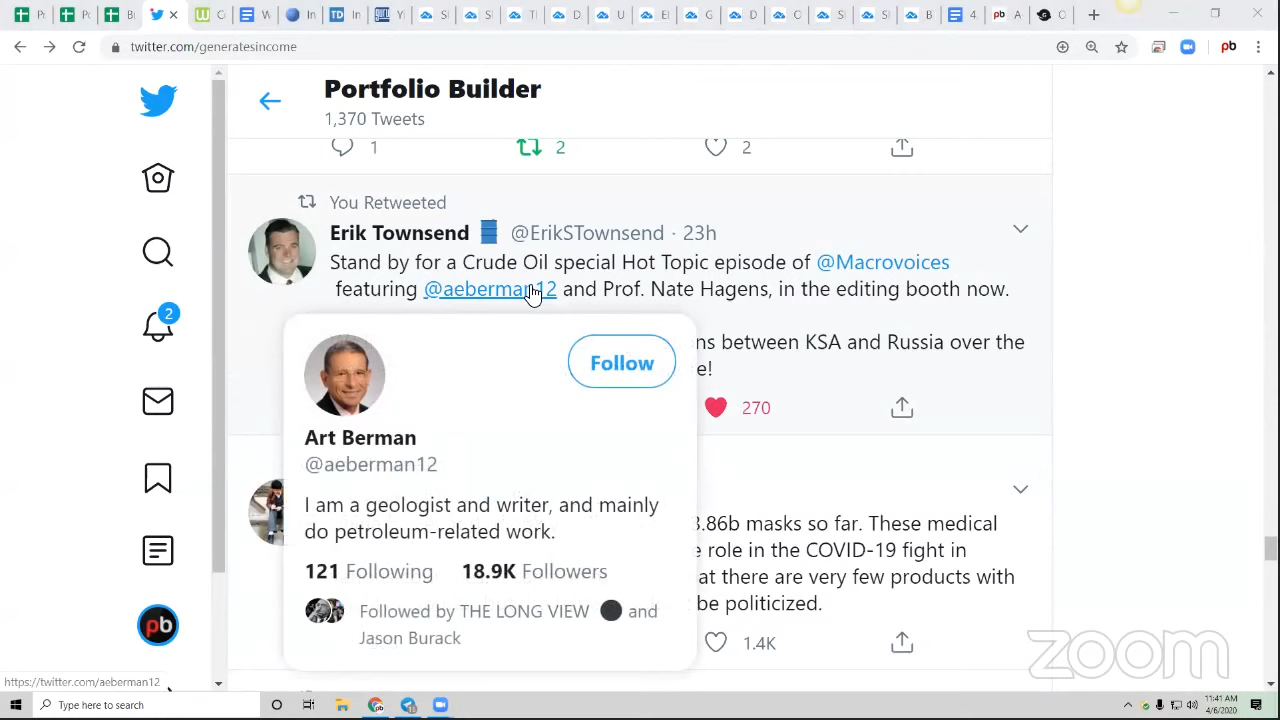 twitter.com/generatesincome
Portfolio Builder
1,370 Tweets
1
2
2
You Retweeted
Erik Townsend @ErikSTownsend · 23h
Stand by for a Crude Oil special Hot Topic episode of @Macrovoices
featuring @aeberman12 and Prof. Nate Hagens, in the editing booth now.
2
ns between KSA and Russia over the
e!
Follow
270
Art Berman
@aeberman12
I am a geologist and writer, and mainly
do petroleum-related work.
3.86b masks so far. These medical
e role in the COVID-19 fight in
at there are very few products with
be politicized.
121 Following 18.9K Followers
Followed by THE LONG VIEW and
Jason Burack
pb
1.4K
zoom
https://twitter.com/aeberman12
Type here to search
11:41 AM
4/6/2020